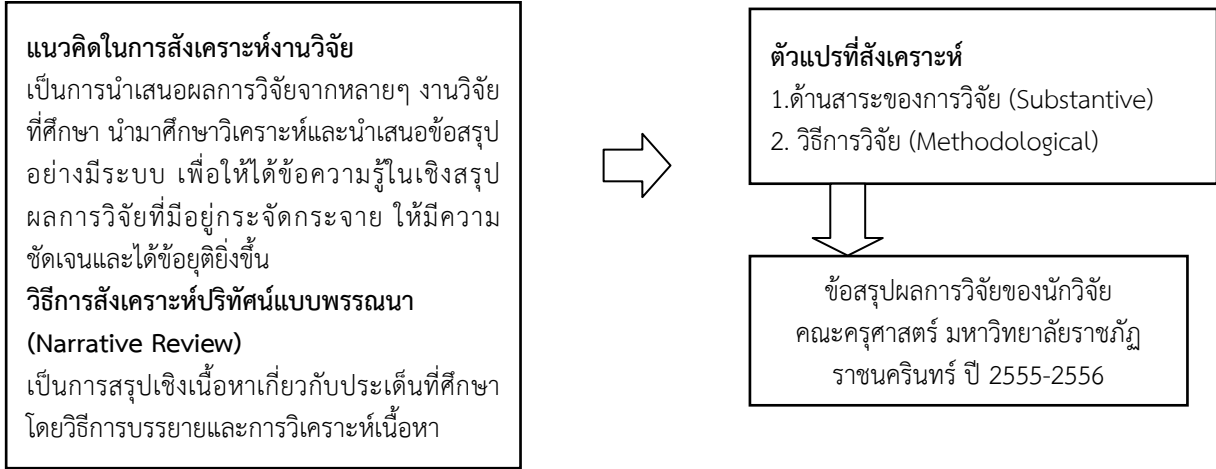 แนวคิดในการสังเคราะห์งานวิจัย
เป็นการนำเสนอผลการวิจัยจากหลายๆ งานวิจัย
ที่ศึกษา นำมาศึกษาวิเคราะห์และนำเสนอข้อสรุป
อย่างมีระบบ เพื่อให้ได้ข้อความรู้ในเชิงสรุป
ผลการวิจัยที่มีอยู่กระจัดกระจาย ให้มีความ
ชัดเจนและได้ข้อยุติยิ่งขึ้น
วิธีการสังเคราะห์ปริทัศน์แบบพรรณนา
(Narrative Review)
เป็นการสรุปเชิงเนื้อหาเกี่ยวกับประเด็นที่ศึกษา
โดยวิธีการบรรยายและการวิเคราะห์เนื้อหา
ตัวแปรที่สังเคราะห์
1.ด้านสาระของการวิจัย (Substantive)
2. วิธีการวิจัย (Methodological)
ข้อสรุปผลการวิจัยของนักวิจัย
คณะครุศาสตร์ มหาวิทยาลัยราชภัฏ
ราชนครินทร์ ปี 2555-2556